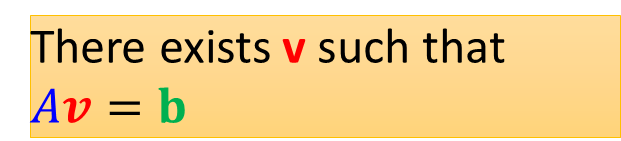 There exists v such that
Av = b